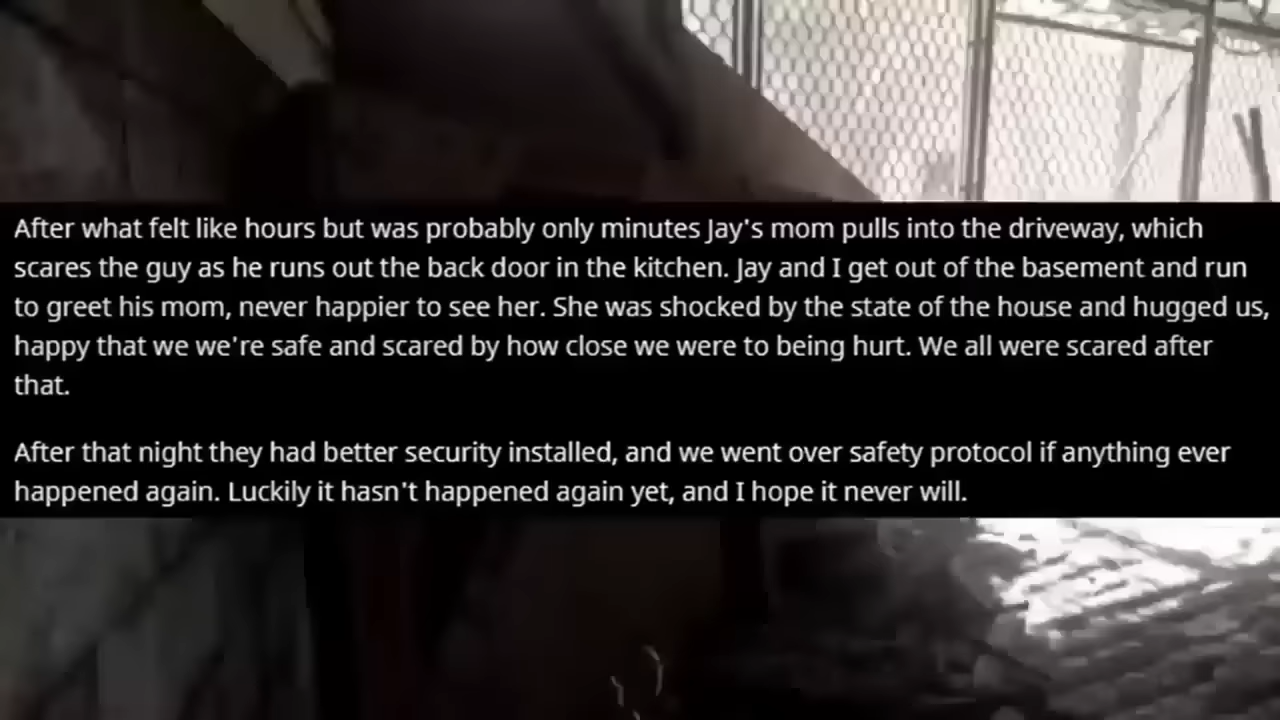 After what felt like hours but was probably only minutes Jay's mom pulls into the driveway, which
scares the guy as he runs out the back door in the kitchen. Jay and I get out of the basement and run
to greet his mom, never happier to see her. She was shocked by the state of the house and hugged us,
happy that we we're safe and scared by how close we were to being hurt. We all were scared after
that.
After that night they had better security installed, and we went over safety protocol if anything ever
happened again. Luckily it hasn't happened again yet, and I hope it never will.